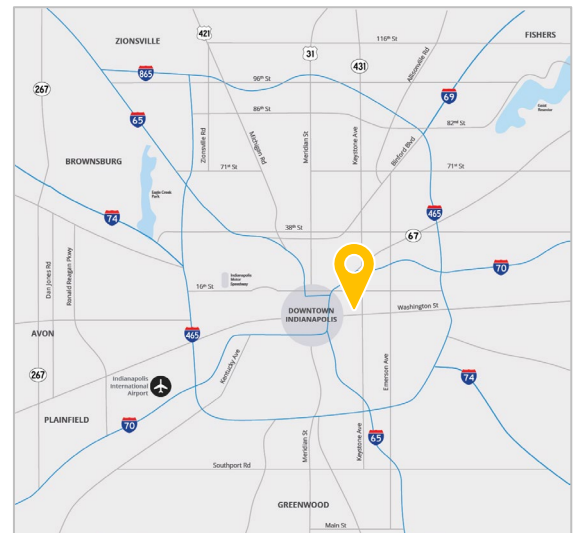 421
ZIONSVILLE
31
116th St
FISHERS
431
Allisonville Rd
865
96th St
267
69
86th St
65
82nd St
Geist
Reservoir
Zionsville Rd
Michigan Rd
Meridian St
Keystone Ave
Binford Blvd
BROWNSBURG
71st St
71st St
Eagle Creek
Park
74
465
38th St
67
70
Dan Jones Rd
Ronald Reagan Pkwy
Indianapolis
Motor
Speedway
16th St
DOWNTOWN
INDIANAPOLIS
Washington St
AVON
465
267
Kentucky Ave
Emerson Ave
74
Indianapolis
International
Airport
PLAINFIELD
70
65
Meridian St
Keystone Ave
Southport Rd
GREENWOOD
Main St